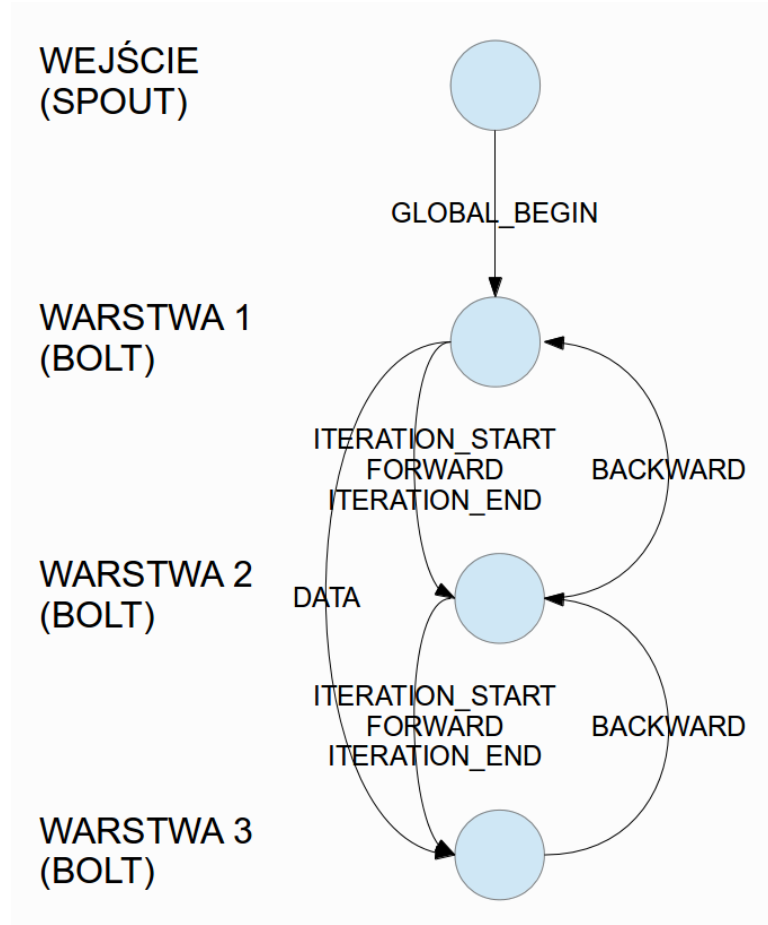 WEJŚCIE
(SPOUT)
GLOBAL_BEGIN
WARSTWA 1
(BOLT)
ITERATION_START
FORWARD
ITERATION_END
BACKWARD
WARSTWA 2
(BOLT)
DATA
ITERATION_START
FORWARD
ITERATION_END
BACKWARD
WARSTWA 3
(BOLT)